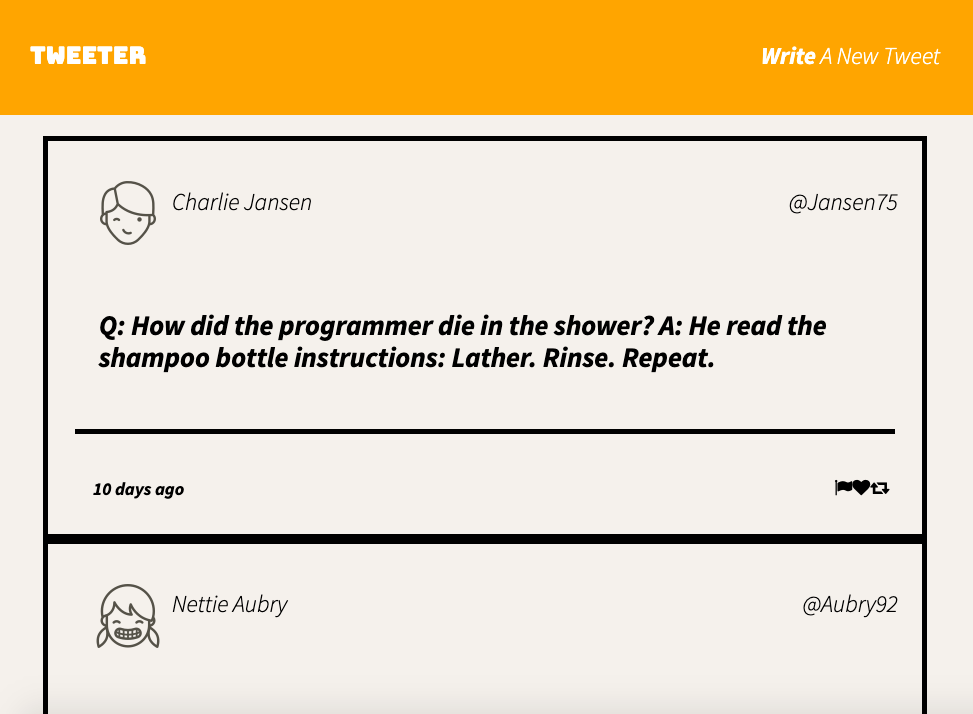 TWEETER
Write A New Tweet
Charlie Jansen
@Jansen75
Q: How did the programmer die in the shower? A: He read the
shampoo bottle instructions: Lather. Rinse. Repeat.
10 days ago
Nettie Aubry
@Aubry92